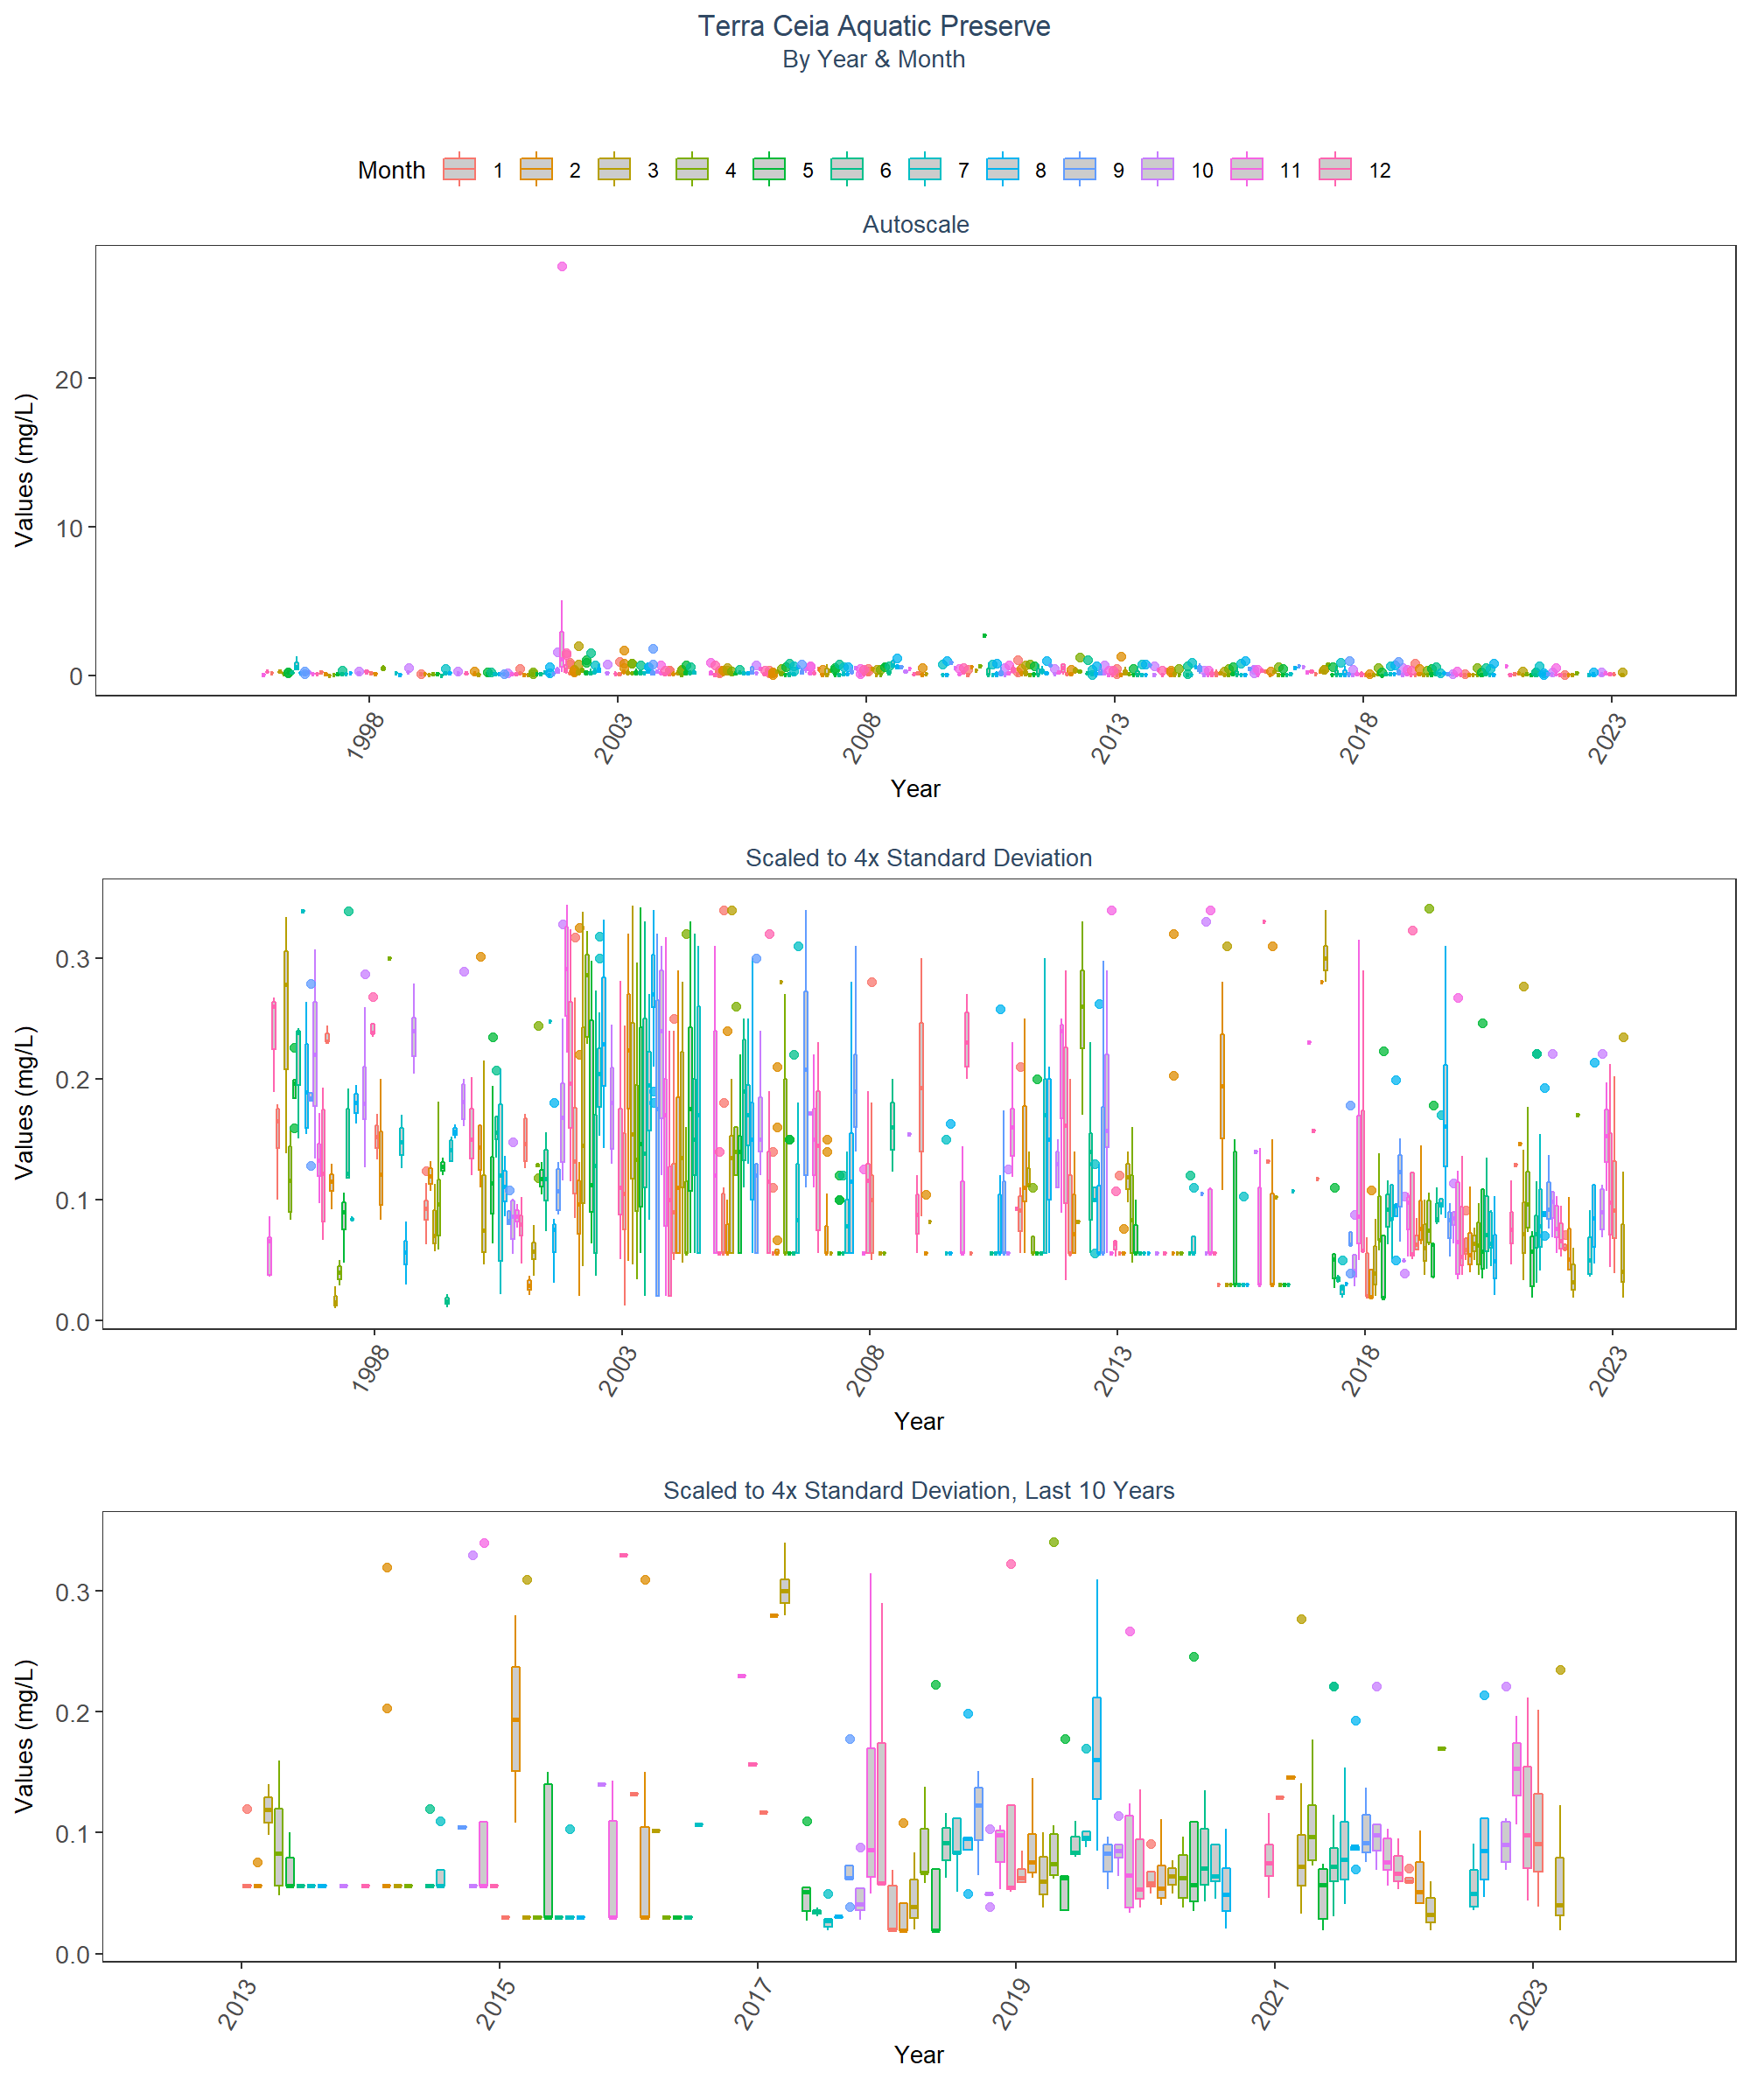 Terra Ceia Aquatic Preserve
By Year & Month
Month 1 2 3 4 5 6 7 8 9 10 11 12
Autoscale
Values (mg/L)
20
10
0
1998 2003 2008 2013 2018 2023
Year
Scaled to 4x Standard Deviation
Values (mg/L)
0.3
0.2
0.1
0.0
1998 2003 2008 2013 2018 2023
Year
Scaled to 4x Standard Deviation, Last 10 Years
Values (mg/L)
0.3
0.2
0.1
0.0
2013 2015 2017 2019 2021 2023
Year